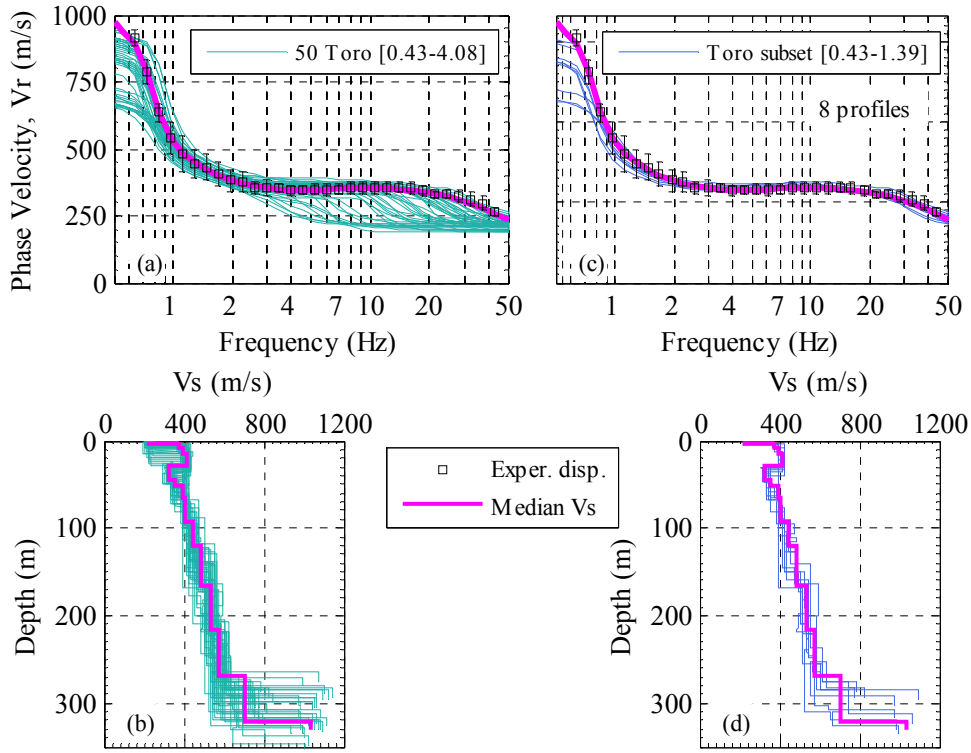 1000
750
500
250
0
Phase Velocity, Vr (m/s)
50 Toro [0.43-4.08]
(a)
1 2 4 7 10 20 50
Frequency (Hz)
Toro subset [0.43-1.39]
8 profiles
(c)
1 2 4 7 10 20 50
Frequency (Hz)
Vs (m/s)
0 400 800 1200
0
100
200
300
Depth (m)
(b)
Exper. disp.
Median Vs
Vs (m/s)
0 400 800 1200
0
100
200
300
Depth (m)
(d)